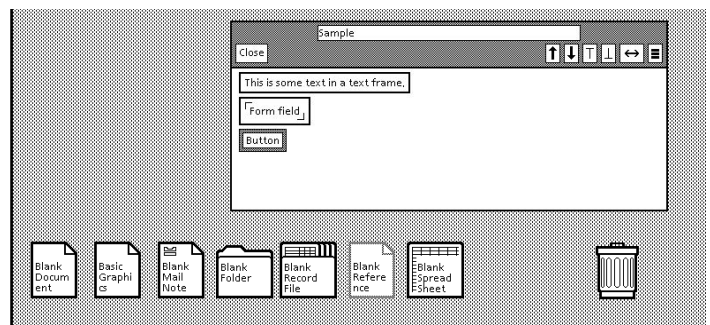 Sample
Close
This is some text in a text frame.
Form field
Button
Blank
Docum
ent
Basic
Graphi
cs
Blank
Mail
Note
Blank
Folder
Blank
Record
File
Blank
Refere
nce
Blank
Spread
Sheet